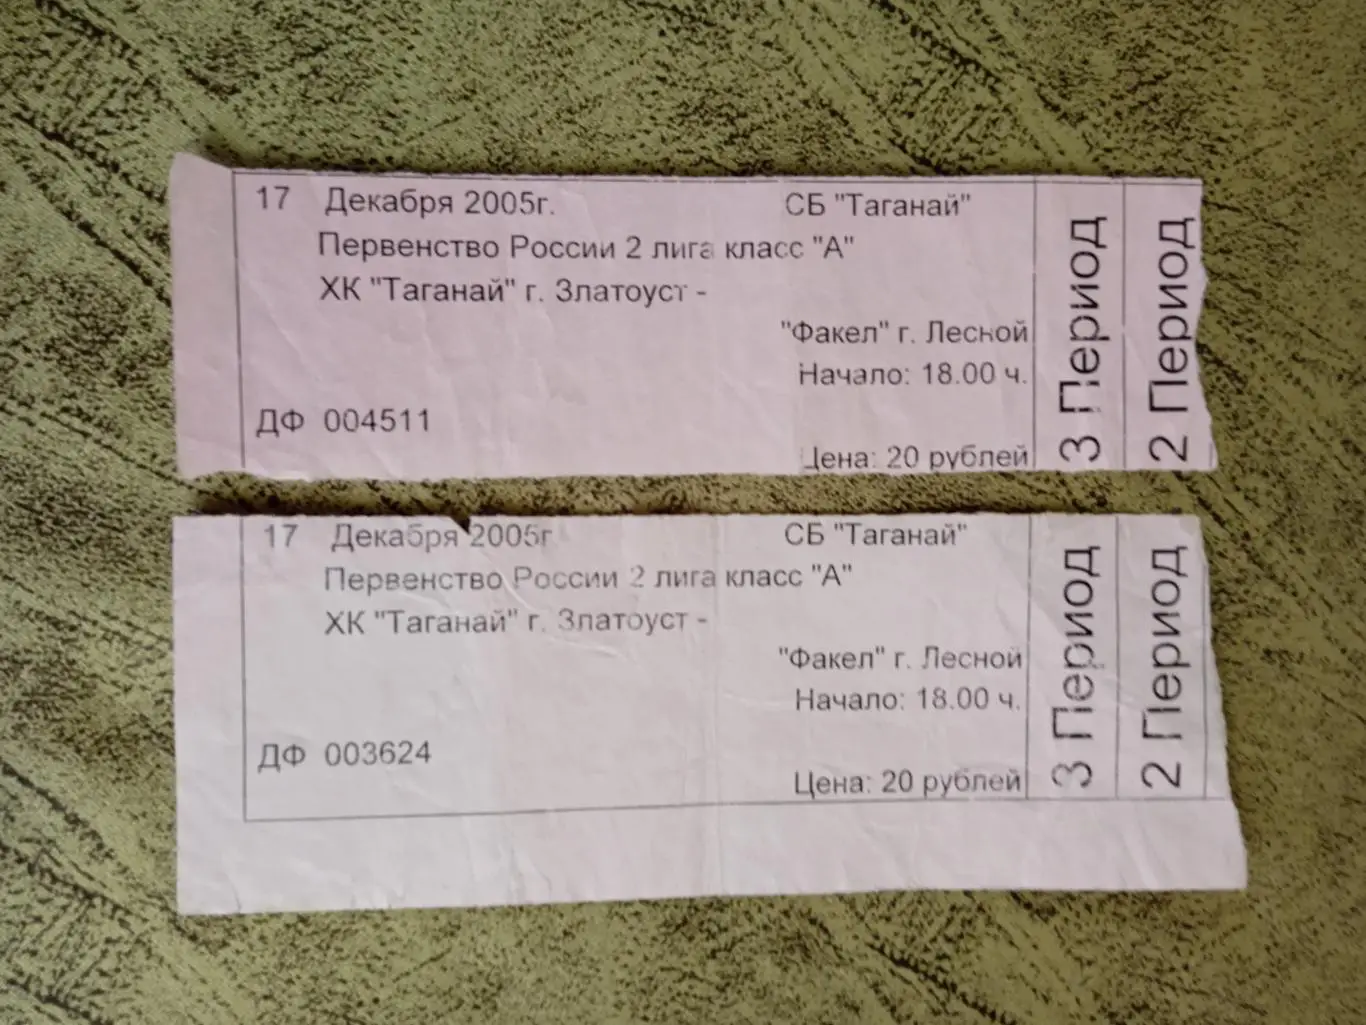 17 Декабря 2005г. СБ "Таганай"
Первенство России 2 лига класс "А"
ХК "Таганай" г. Златоуст -
"Факел" г. Лесной
Начало: 18.00 ч.
ДФ 004511
Цена: 20 рублей
3 Период
2 Период
17 Декабря 2005г СБ "Таганай"
Первенство России 2 лига класс "А"
ХК "Таганай" г. Златоуст -
"Факел" г. Лесной
Начало: 18.00 ч.
ДФ 003624
Цена: 20 рублей
3 Период
2 Период